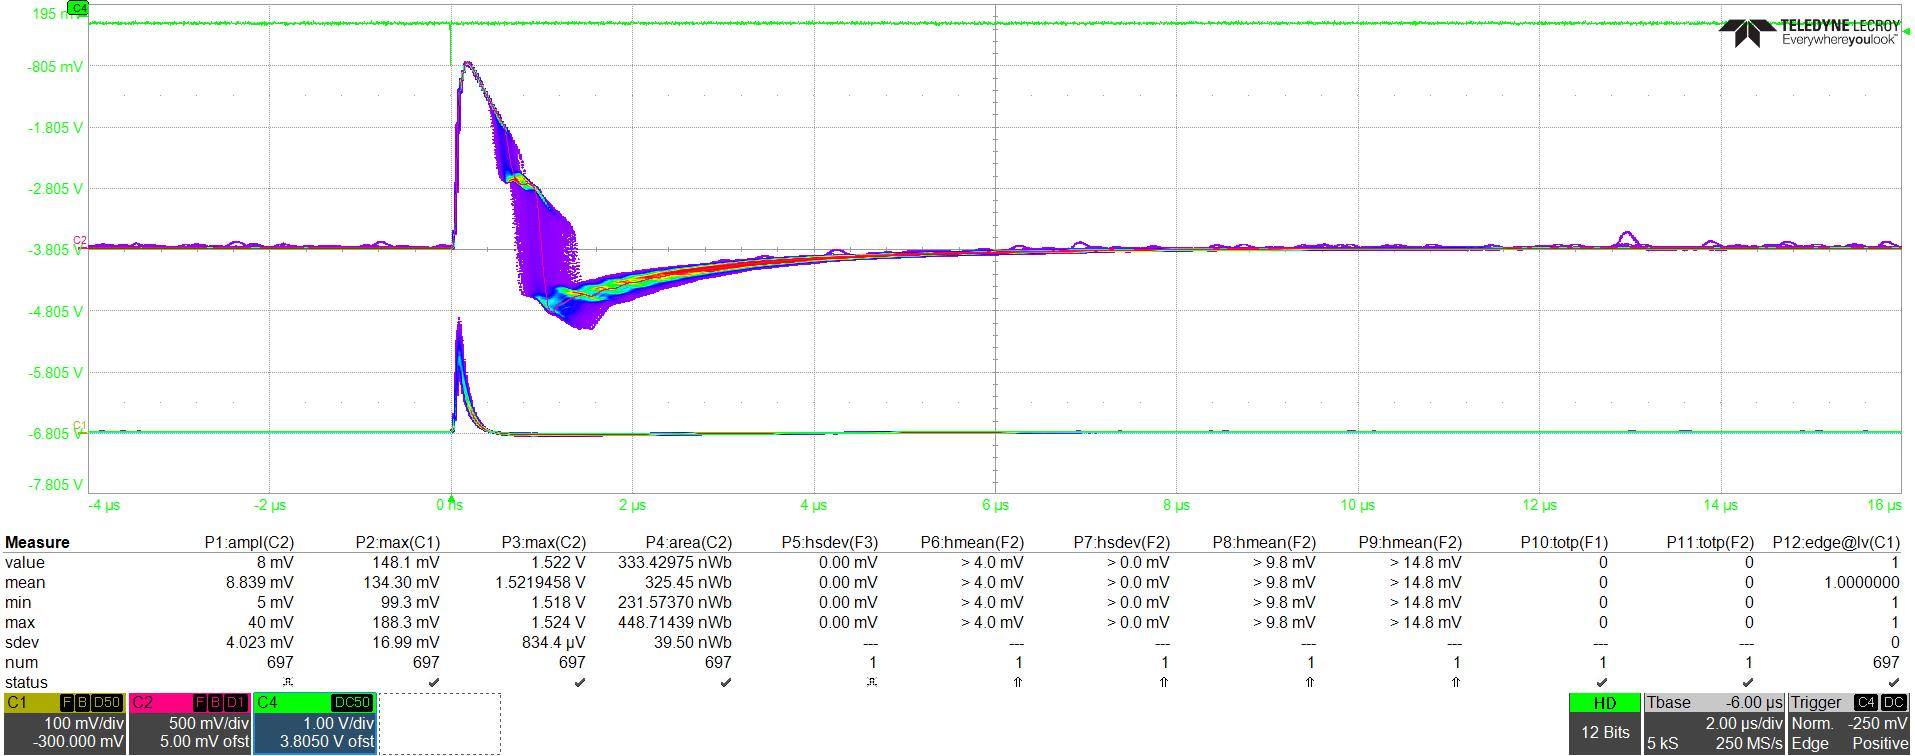 C4
195 mV
TELEDYNE LECROY
Everywhereyoulook™
-805 mV
-1.805 V
-2.805 V
C2
-3.805 V
-4.805 V
-5.805 V
C1
-6.805 V
-7.805 V
-4 µs -2 µs 0 ns 2 µs 4 µs 6 µs 8 µs 10 µs 12 µs 14 µs 16 µs
Measure P1:ampl(C2) P2:max(C1) P3:max(C2) P4:area(C2) P5:hsdev(F3) P6:hmean(F2) P7:hsdev(F2) P8:hmean(F2) P9:hmean(F2) P10:totp(F1) P11:totp(F2) P12:edge@lv(C1)
value 8 mV 148.1 mV 1.522 V 333.42975 nWb 0.00 mV > 4.0 mV > 0.0 mV > 9.8 mV > 14.8 mV 0 0 1
mean 8.839 mV 134.30 mV 1.5219458 V 325.45 nWb 0.00 mV > 4.0 mV > 0.0 mV > 9.8 mV > 14.8 mV 0 0 1.0000000
min 5 mV 99.3 mV 1.518 V 231.57370 nWb 0.00 mV > 4.0 mV > 0.0 mV > 9.8 mV > 14.8 mV 0 0 1
max 40 mV 188.3 mV 1.524 V 448.71439 nWb 0.00 mV > 4.0 mV > 0.0 mV > 9.8 mV > 14.8 mV 0 0 1
sdev 4.023 mV 16.99 mV 834.4 µV 39.50 nWb --- --- --- --- --- --- --- 0
num 697 697 697 697 1 1 1 1 1 1 1 697
status
C1 F B D50 C2 F B D1 C4 DC50 HD Tbase -6.00 µs Trigger C4 DC
100 mV/div 500 mV/div 1.00 V/div 12 Bits 2.00 µs/div Norm. -250 mV
-300.000 mV 5.00 mV ofst 3.8050 V ofst 5 kS 250 MS/s Edge Positive